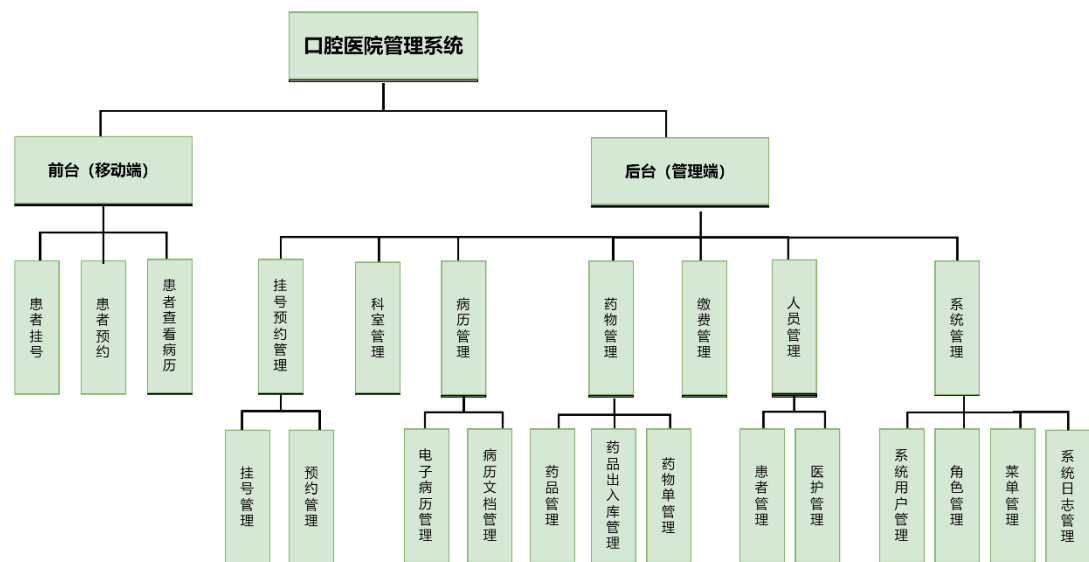 口腔医院管理系统
前台（移动端）
后台（管理端）
患者挂号
患者预约
患者查看病历
挂号预约管理
科室管理
病历管理
药物管理
缴费管理
人员管理
系统管理
挂号管理
预约管理
电子病历管理
病历文档管理
药品管理
药品出入库管理
药物单管理
患者管理
医护管理
系统用户管理
角色管理
菜单管理
系统日志管理